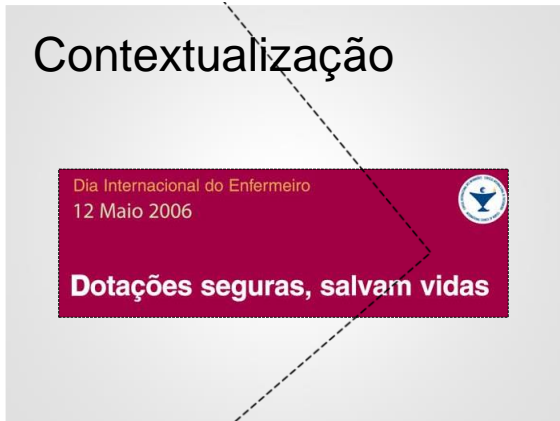 Contextualização
Dia Internacional do Enfermeiro
12 Maio 2006
Dotações seguras, salvam vidas